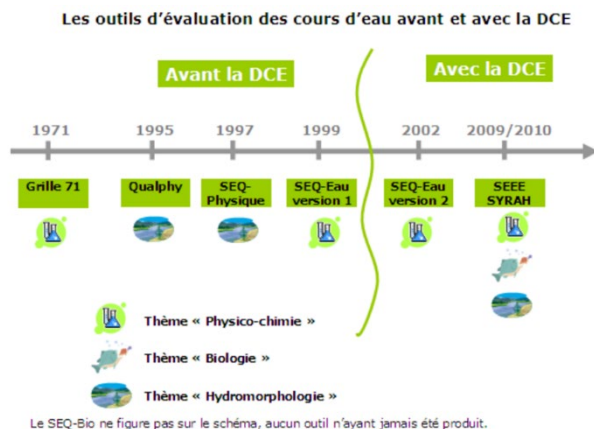 Les outils d'évaluation des cours d'eau avant et avec la DCE
Avant la DCE
Avec la DCE
1971
1995
1997
1999
2002
2009/2010
Grille 71
Qualphy
SEQ-
Physique
SEQ-Eau
version 1
SEQ-Eau
version 2
SEEE
SYRAH
Thème « Physico-chimie »
Thème « Biologie »
Thème « Hydromorphologie »
Le SEQ-Bio ne figure pas sur le schéma, aucun outil n'ayant jamais été produit.